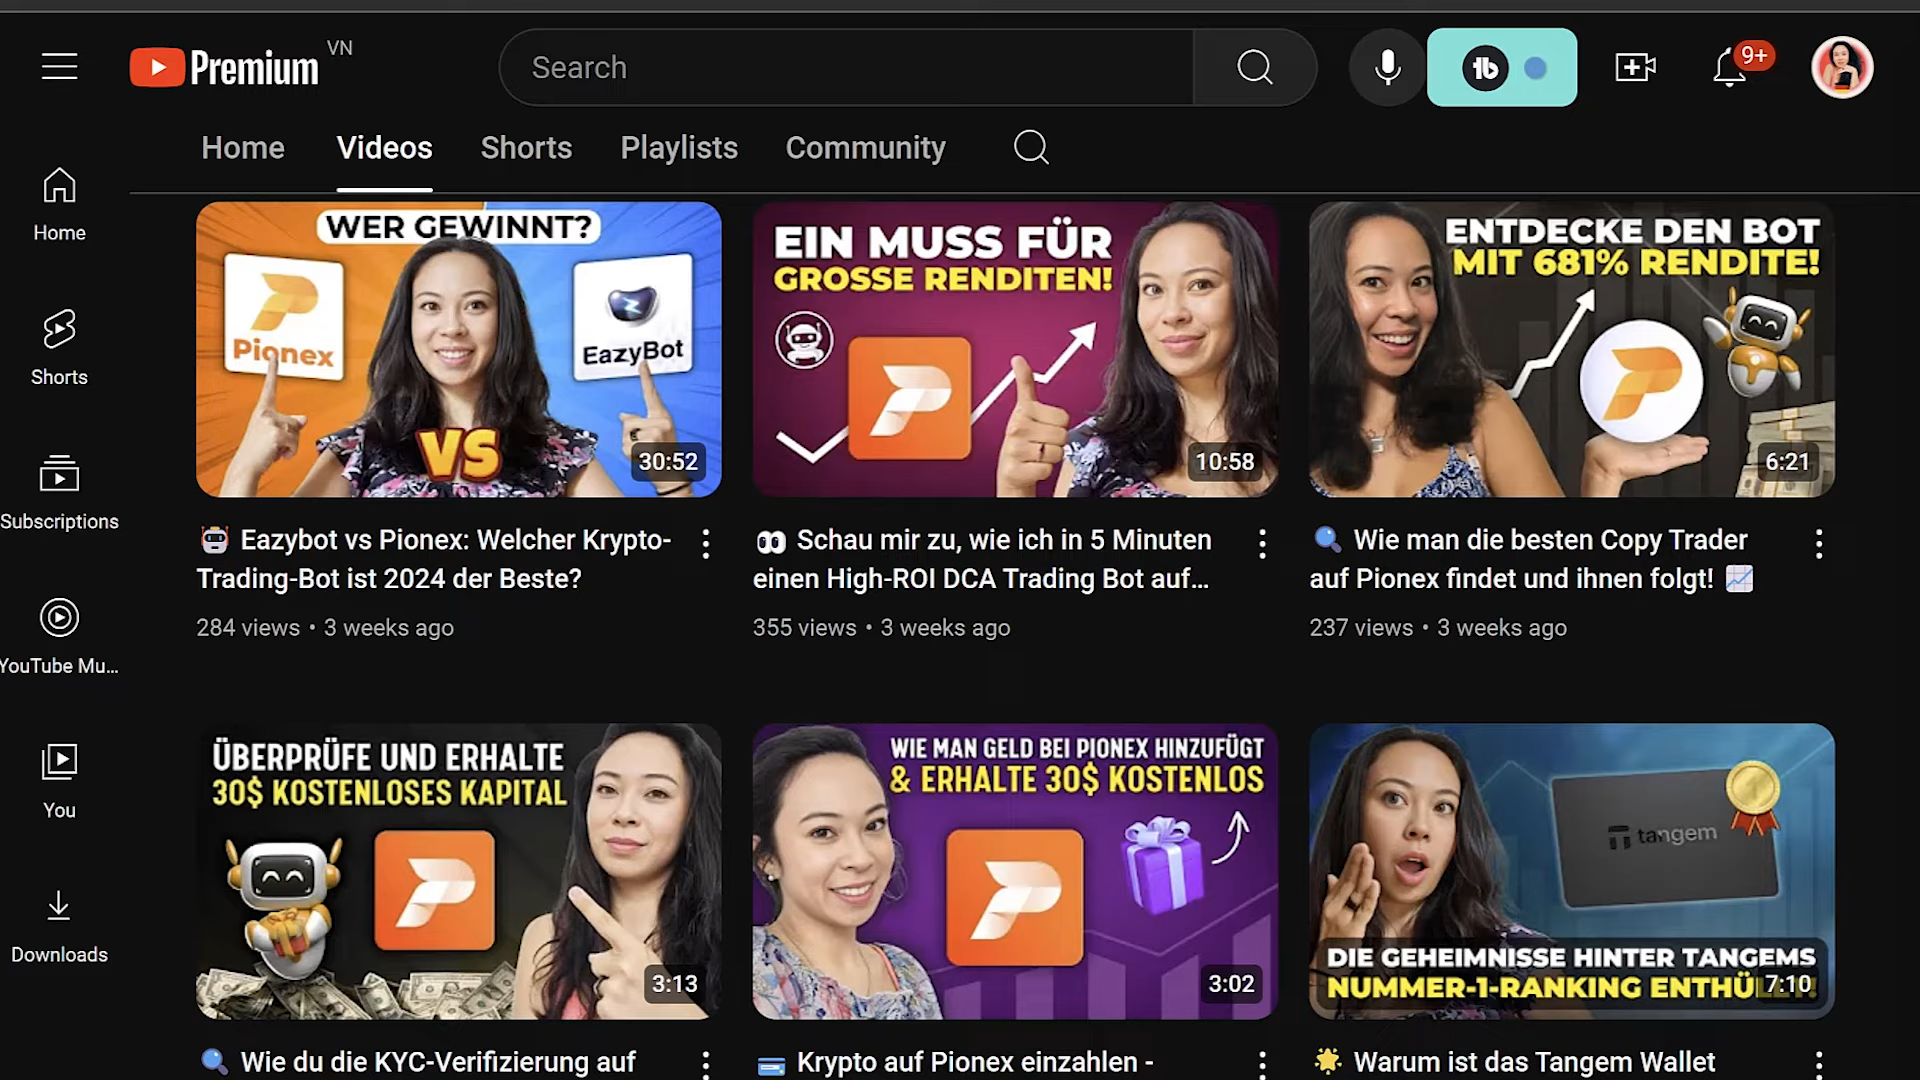 Premium
VN
Search
9+
Home
Videos
Shorts
Playlists
Community
Home
Shorts
Subscriptions
YouTube Mu...
You
Downloads
WER GEWINNT?
Pionex
EazyBot
VS
30:52
🤖 Eazybot vs Pionex: Welcher Krypto-
Trading-Bot ist 2024 der Beste?
284 views • 3 weeks ago
EIN MUSS FÜR
GROSSE RENDITEN!
10:58
👀 Schau mir zu, wie ich in 5 Minuten
einen High-ROI DCA Trading Bot auf...
355 views • 3 weeks ago
ENTDECKE DEN BOT
MIT 681% RENDITE!
6:21
🔍 Wie man die besten Copy Trader
auf Pionex findet und ihnen folgt! 📈
237 views • 3 weeks ago
ÜBERPRÜFE UND ERHALTE
30$ KOSTENLOSES KAPITAL
3:13
🔍 Wie du die KYC-Verifizierung auf
WIE MAN GELD BEI PIONEX HINZUFÜGT
& ERHALTE 30$ KOSTENLOS
3:02
💳 Krypto auf Pionex einzahlen -
tangem
DIE GEHEIMNISSE HINTER TANGEMS
NUMMER-1-RANKING
7:10
🌟 Warum ist das Tangem Wallet